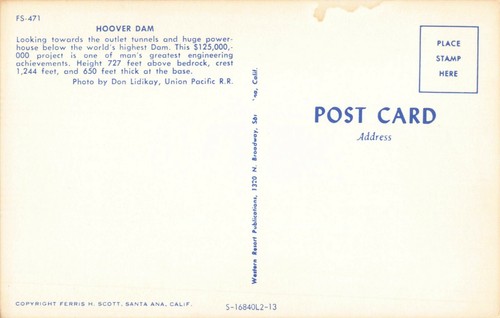 FS-471
HOOVER DAM
Looking towards the outlet tunnels and huge power-
house below the world's highest Dam. This $125,000,-
000 project is one of man's greatest engineering
achievements. Height 727 feet above bedrock, crest
1,244 feet, and 650 feet thick at the base.
Photo by Don Lidikay, Union Pacific R.R.
Western Resort Publications, 1320 N. Broadway, Calif.
PLACE
STAMP
HERE
POST CARD
Address
COPYRIGHT FERRIS H. SCOTT, SANTA ANA, CALIF.
S-16840L2-13